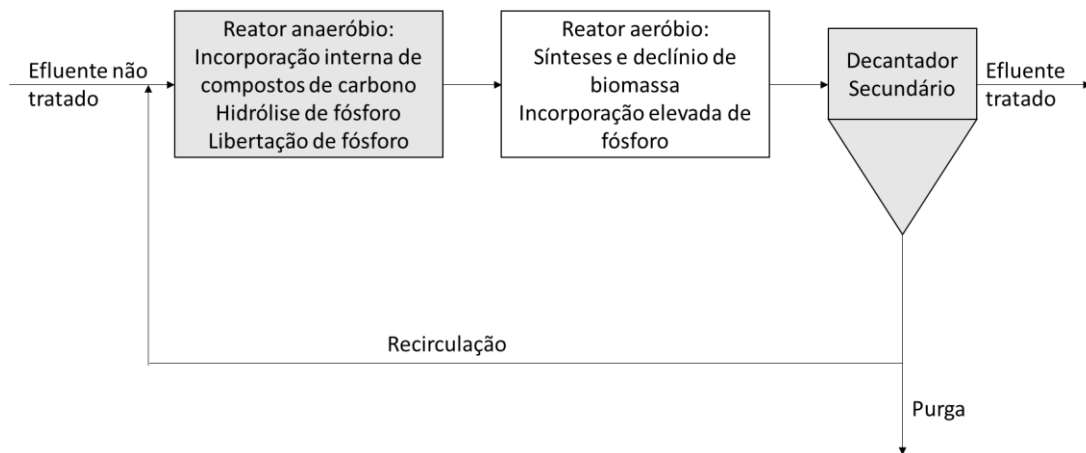 Efluente não
tratado
Reator anaeróbio:
Incorporação interna de
compostos de carbono
Hidrólise de fósforo
Libertação de fósforo
Reator aeróbio:
Sínteses e declínio de
biomassa
Incorporação elevada de
fósforo
Decantador
Secundário
Efluente
tratado
Recirculação
Purga